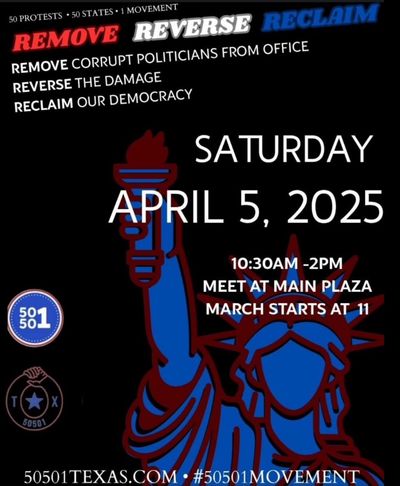 50 PROTESTS • 50 STATES • 1 MOVEMENT
REMOVE REVERSE RECLAIM
REMOVE CORRUPT POLITICIANS FROM OFFICE
REVERSE THE DAMAGE
RECLAIM OUR DEMOCRACY
SATURDAY
APRIL 5, 2025
10:30AM -2PM
MEET AT MAIN PLAZA
MARCH STARTS AT 11
50
50 1
T X
50501
50501TEXAS.COM • #50501MOVEMENT